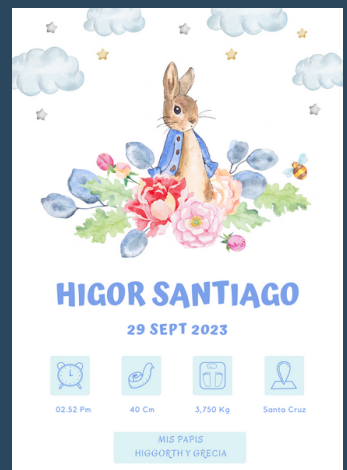 HIGOR SANTIAGO
29 SEPT 2023
02.52 Pm
40 Cm
3,750 Kg
Santa Cruz
MIS PAPIS
HIGGORTH Y GRECIA